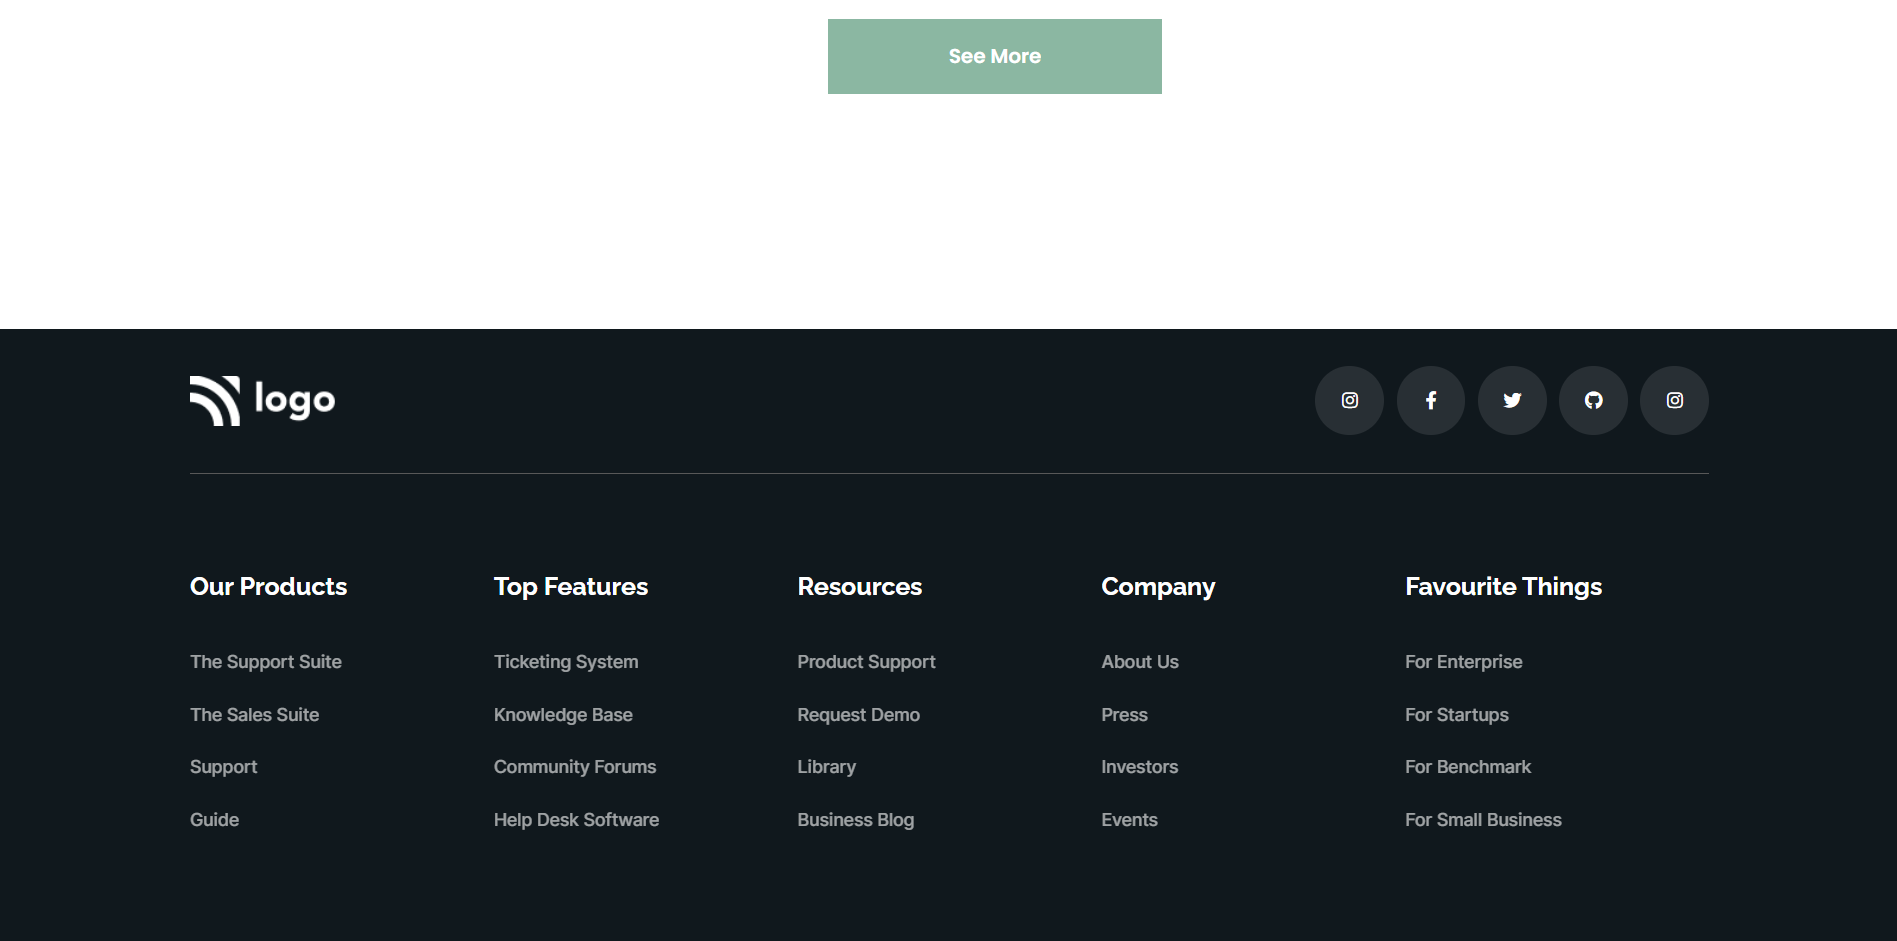 See More
logo
Our Products
Top Features
Resources
Company
Favourite Things
The Support Suite
Ticketing System
Product Support
About Us
For Enterprise
The Sales Suite
Knowledge Base
Request Demo
Press
For Startups
Support
Community Forums
Library
Investors
For Benchmark
Guide
Help Desk Software
Business Blog
Events
For Small Business